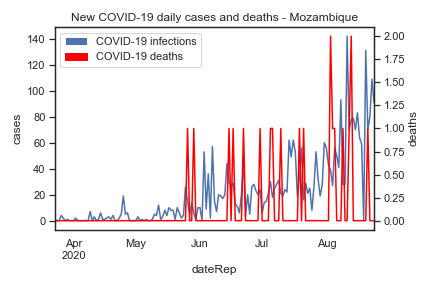 New COVID-19 daily cases and deaths - Mozambique
COVID-19 infections
COVID-19 deaths
140
120
100
80
60
40
20
0
cases
2.00
1.75
1.50
1.25
1.00
0.75
0.50
0.25
0.00
deaths
Apr
2020
May
Jun
Jul
Aug
dateRep